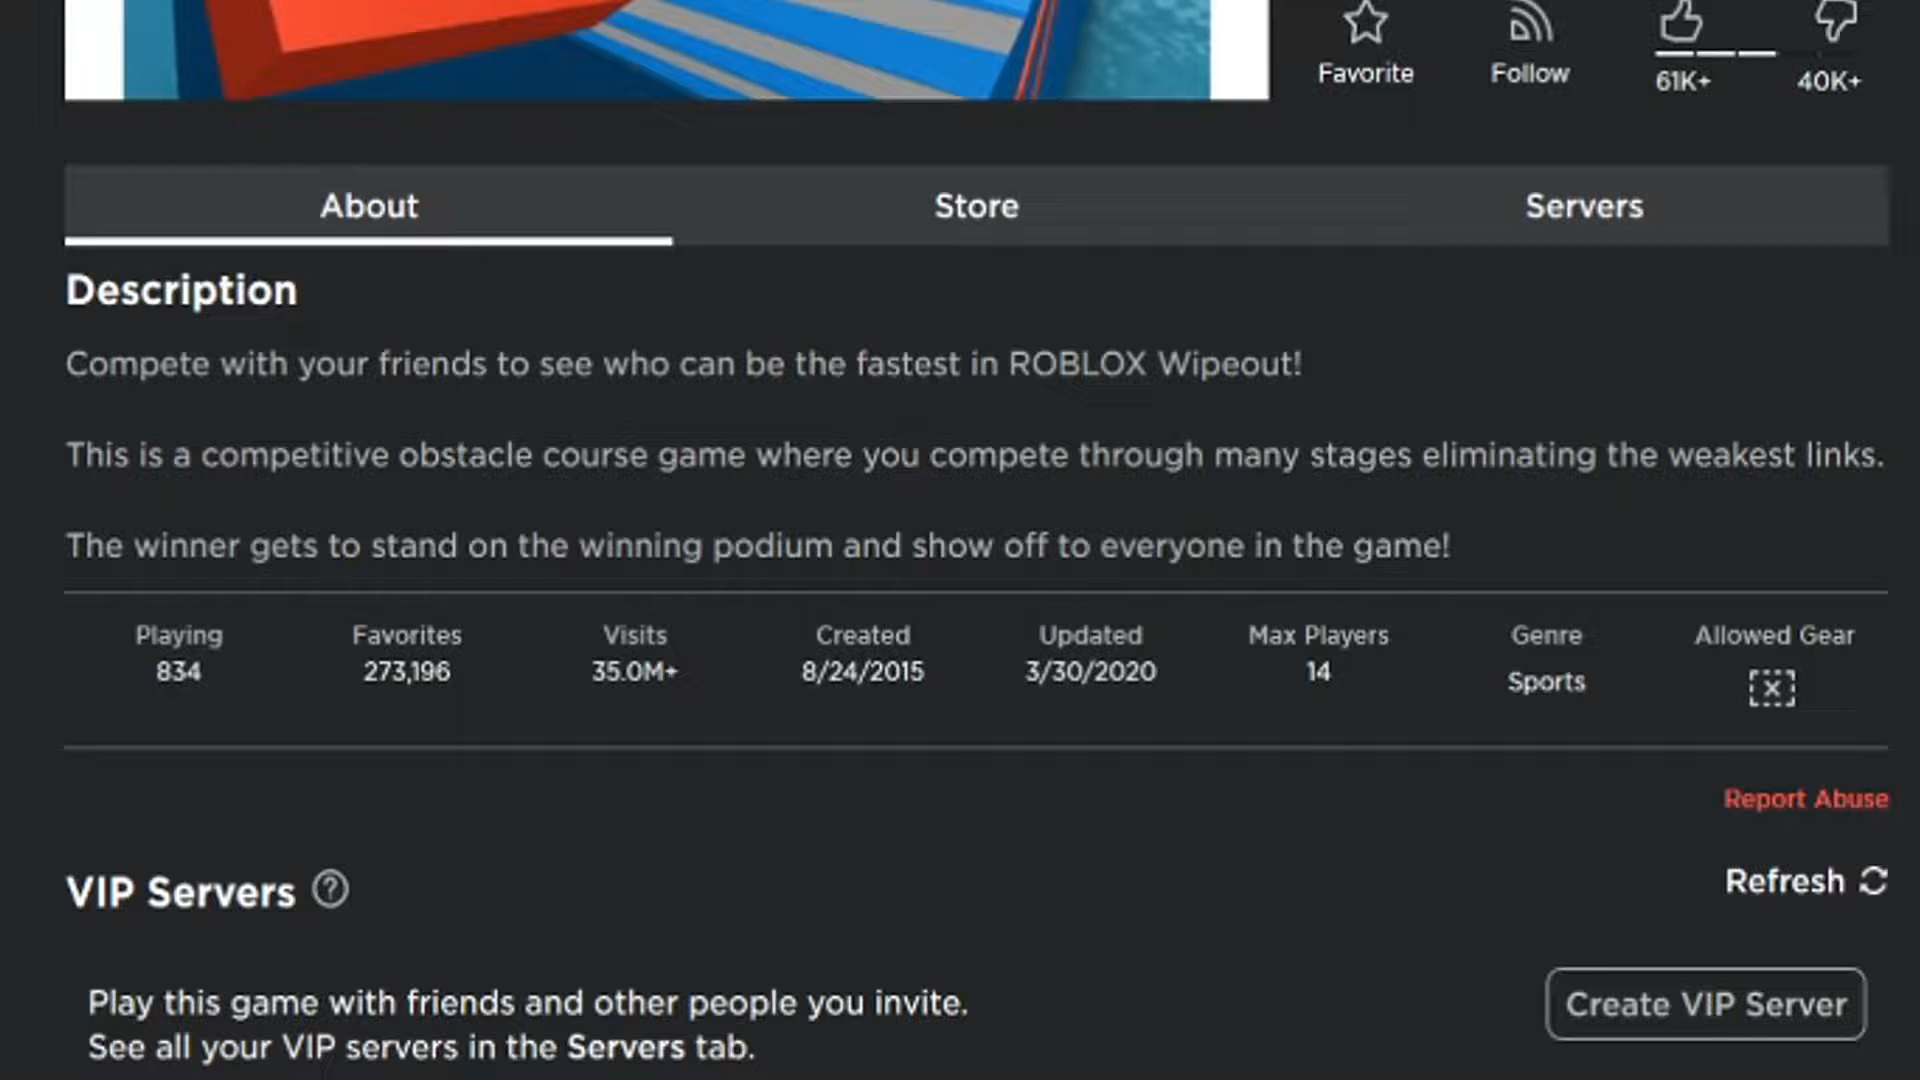 Favorite Follow 61K+ 40K+
About Store Servers
Description
Compete with your friends to see who can be the fastest in ROBLOX Wipeout!
This is a competitive obstacle course game where you compete through many stages eliminating the weakest links.
The winner gets to stand on the winning podium and show off to everyone in the game!
Playing Favorites Visits Created Updated Max Players Genre Allowed Gear
834 273,196 35.0M+ 8/24/2015 3/30/2020 14 Sports
Report Abuse
VIP Servers
Refresh
Play this game with friends and other people you invite.
See all your VIP servers in the Servers tab.
Create VIP Server